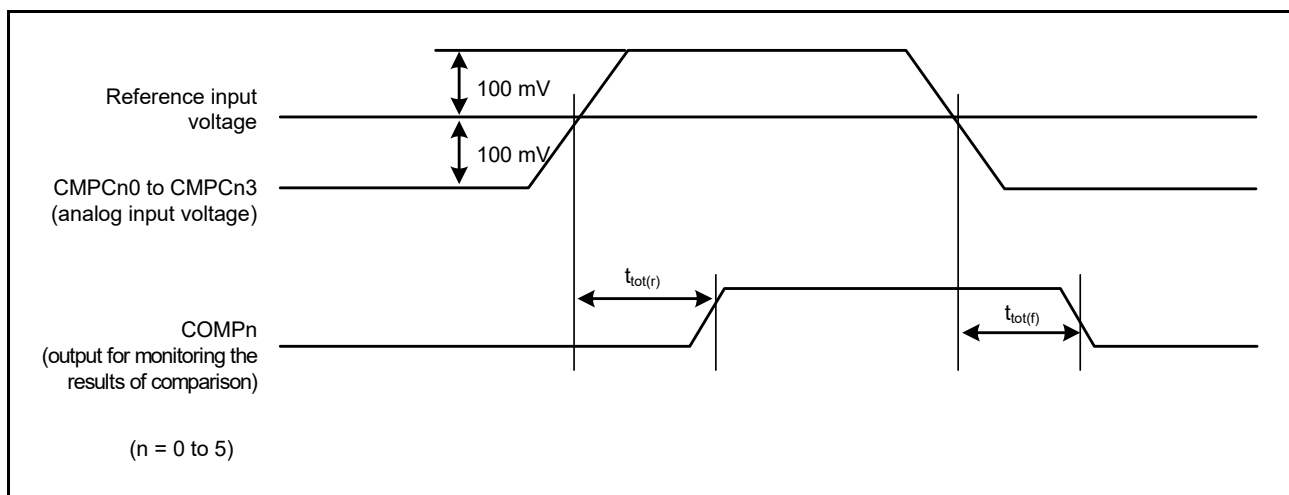 100 mV
Reference input
voltage
100 mV
CMPCn0 to CMPCn3
(analog input voltage)
ttot(r)
ttot(f)
COMPn
(output for monitoring the
results of comparison)
(n = 0 to 5)